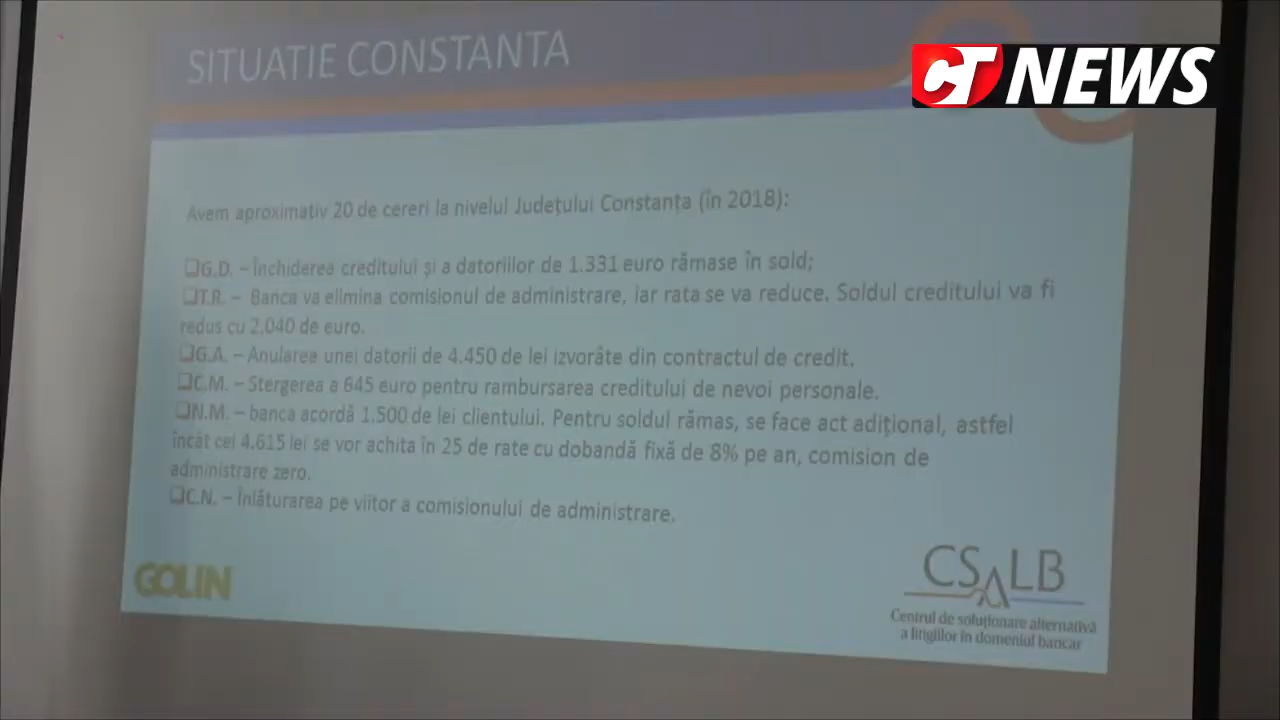 SITUATIE CONSTANTA
CT NEWS
Avem aproximativ 20 de cereri la nivelul Județului Constanța (în 2018):
❑G.D. – Închiderea creditului și a datoriilor de 1.331 euro rămase în sold;
❑T.R. – Banca va elimina comisionul de administrare, iar rata se va reduce. Soldul creditului va fi
redus cu 2.040 de euro.
❑G.A. – Anularea unei datorii de 4.450 de lei izvorâte din contractul de credit.
❑C.M. – Stergerea a 645 euro pentru rambursarea creditului de nevoi personale.
❑N.M. – banca acordă 1.500 de lei clientului. Pentru soldul rămas, se face act adițional, astfel
încât cei 4.615 lei se vor achita în 25 de rate cu dobandă fixă de 8% pe an, comision de
administrare zero.
❑C.N. – Înlăturarea pe viitor a comisionului de administrare.
GOLIN
CSALB
Centrul de soluționare alternativă
a litigiilor în domeniul bancar